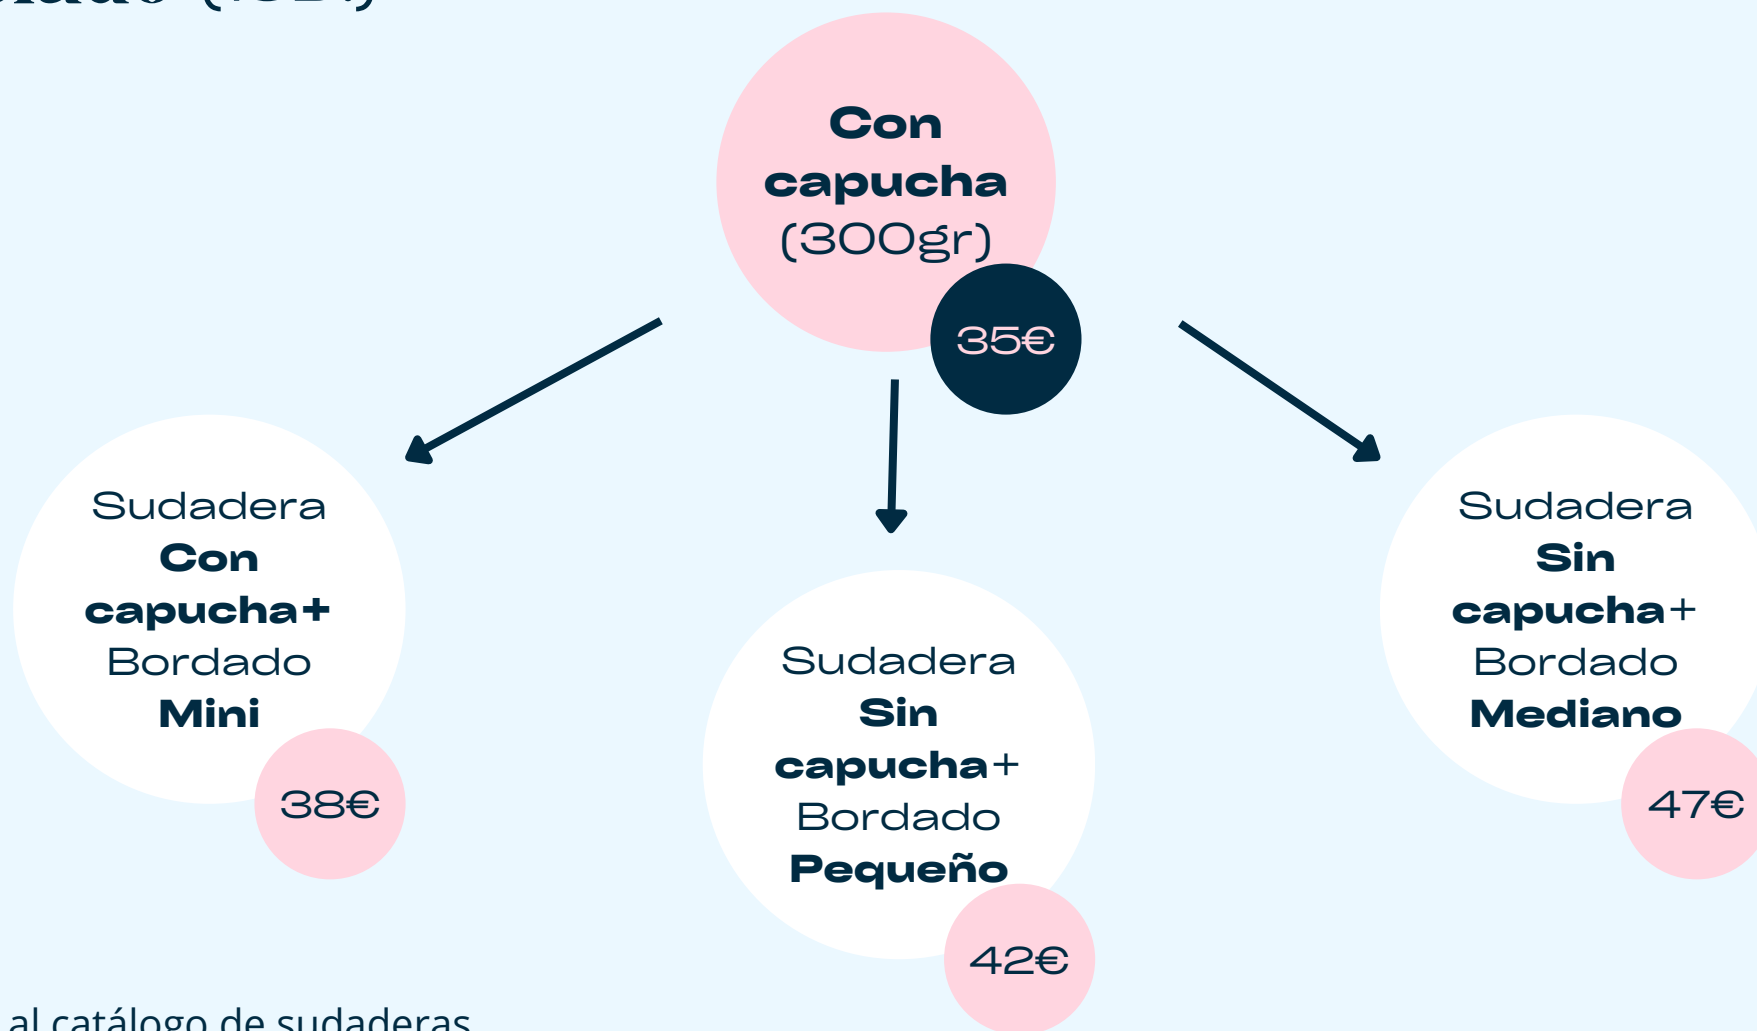 Con
capucha
(300gr)
35€
Sudadera
Con
capucha+
Bordado
Mini
38€
Sudadera
Sin
capucha+
Bordado
Pequeño
42€
Sudadera
Sin
capucha+
Bordado
Mediano
47€
al catálogo de sudaderas